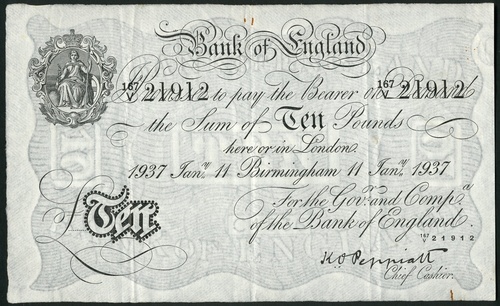 Bank of England
167/V 21912 I Promise to pay the Bearer on Demand 167/V 21912
the Sum of Ten Pounds
here or in London.
1937 Jan.y 11 Birmingham 11 Jan.y 1937
For the Gov.r and Comp.a
of the Bank of England.
£Ten
167/V 21912
K O Peppiatt
Chief Cashier.